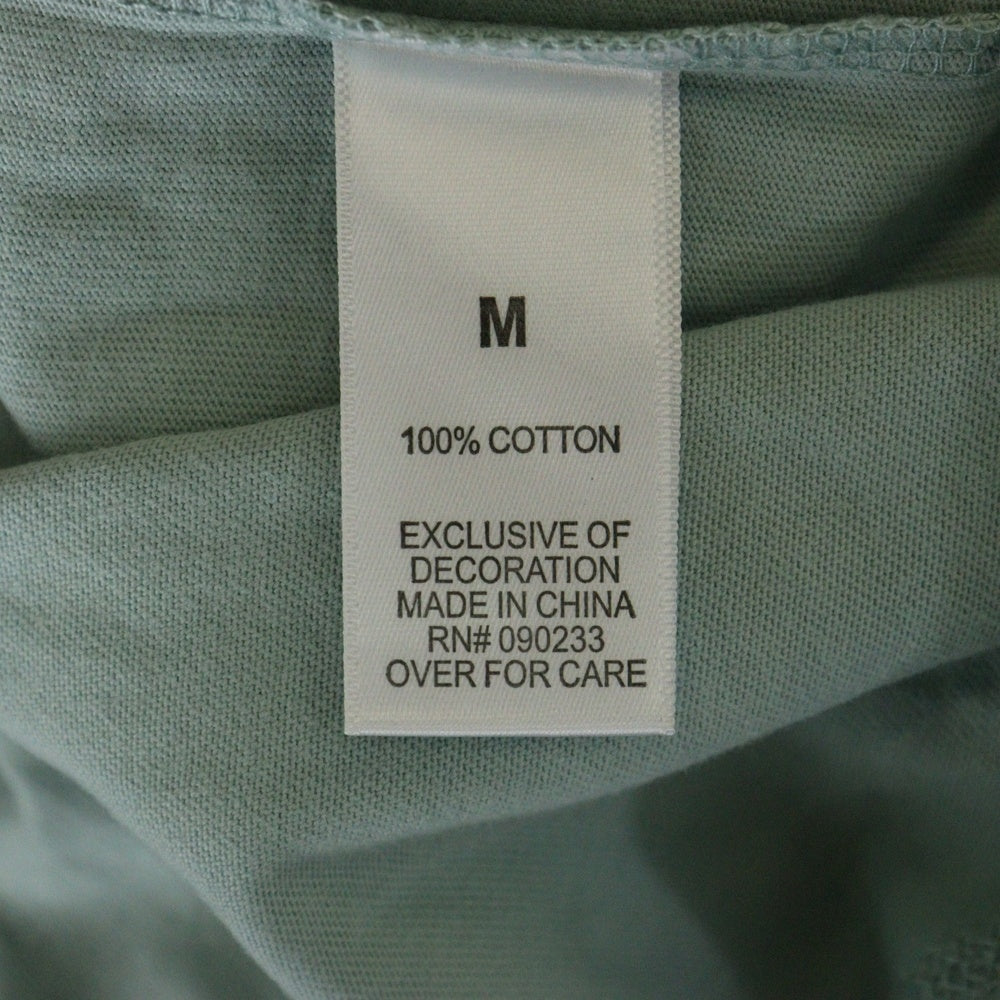 M
100% COTTON
EXCLUSIVE OF
DECORATION
MADE IN CHINA
RN# 090233
OVER FOR CARE